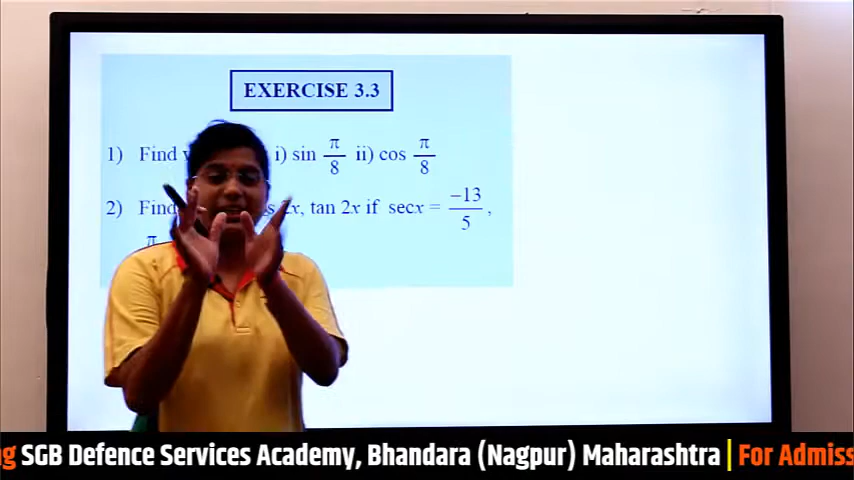 EXERCISE 3.3
1) Find i) sin π/8 ii) cos π/8
2) Find 2x, tan 2x if secx = −13/5 ,
π
SGB Defence Services Academy, Bhandara (Nagpur) Maharashtra | For Admiss